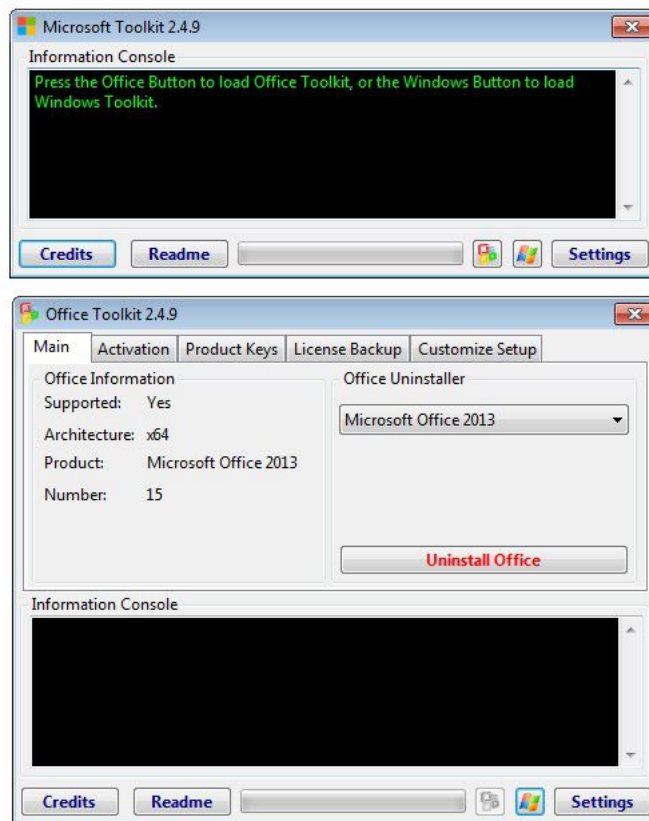 Microsoft Toolkit 2.4.9
Information Console
Press the Office Button to load Office Toolkit, or the Windows Button to load
Windows Toolkit.
Credits
Readme
Settings
Office Toolkit 2.4.9
Main
Activation
Product Keys
License Backup
Customize Setup
Office Information
Supported: Yes
Architecture: x64
Product: Microsoft Office 2013
Number: 15
Office Uninstaller
Microsoft Office 2013
Uninstall Office
Information Console
Credits
Readme
Settings